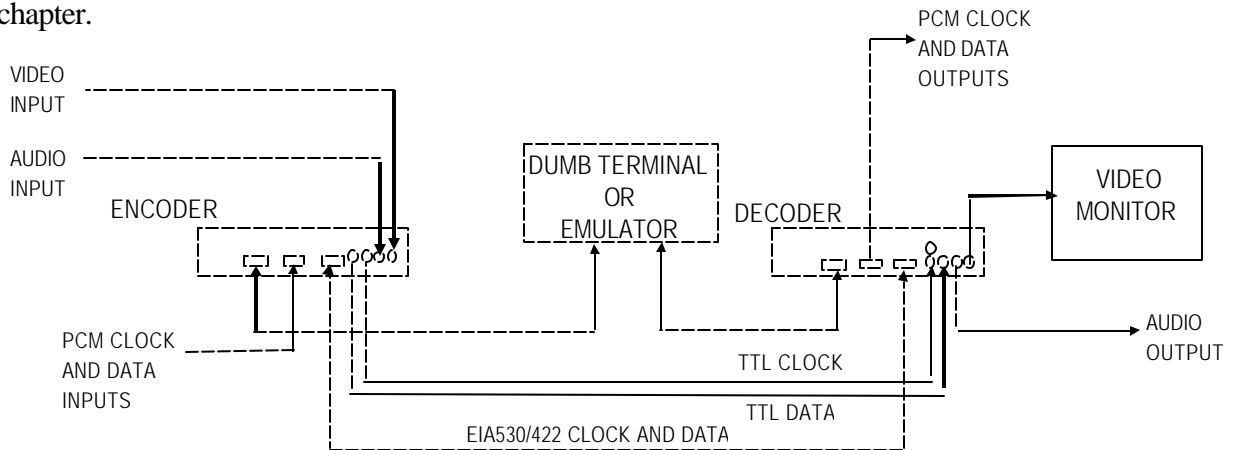 chapter.
PCM CLOCK
AND DATA
OUTPUTS
VIDEO
INPUT
AUDIO
INPUT
ENCODER
DUMB TERMINAL
OR
EMULATOR
DECODER
VIDEO
MONITOR
PCM CLOCK
AND DATA
INPUTS
AUDIO
OUTPUT
TTL CLOCK
TTL DATA
EIA530/422 CLOCK AND DATA